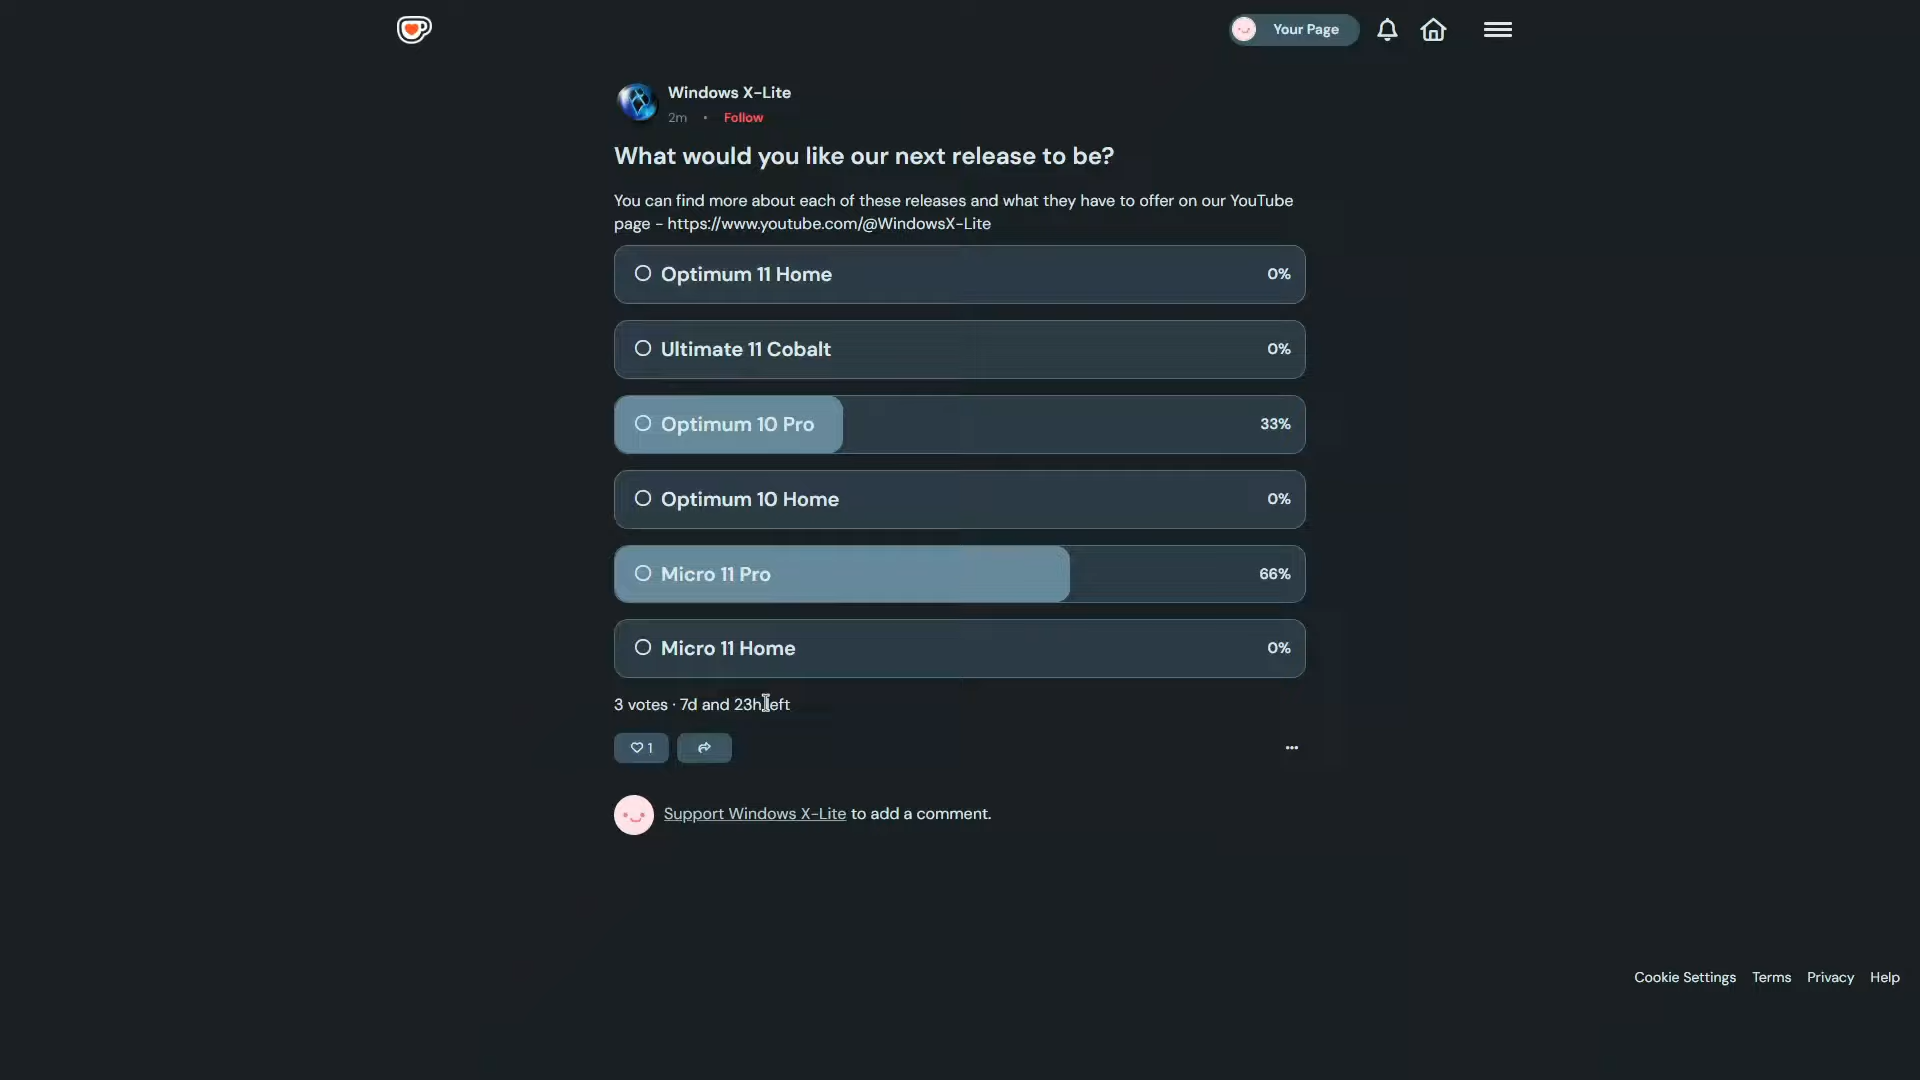 Your Page
Windows X-Lite
2m • Follow
What would you like our next release to be?
You can find more about each of these releases and what they have to offer on our YouTube
page - https://www.youtube.com/@WindowsX-Lite
Optimum 11 Home 0%
Ultimate 11 Cobalt 0%
Optimum 10 Pro 33%
Optimum 10 Home 0%
Micro 11 Pro 66%
Micro 11 Home 0%
3 votes · 7d and 23h left
1
Support Windows X-Lite to add a comment.
Cookie Settings Terms Privacy Help